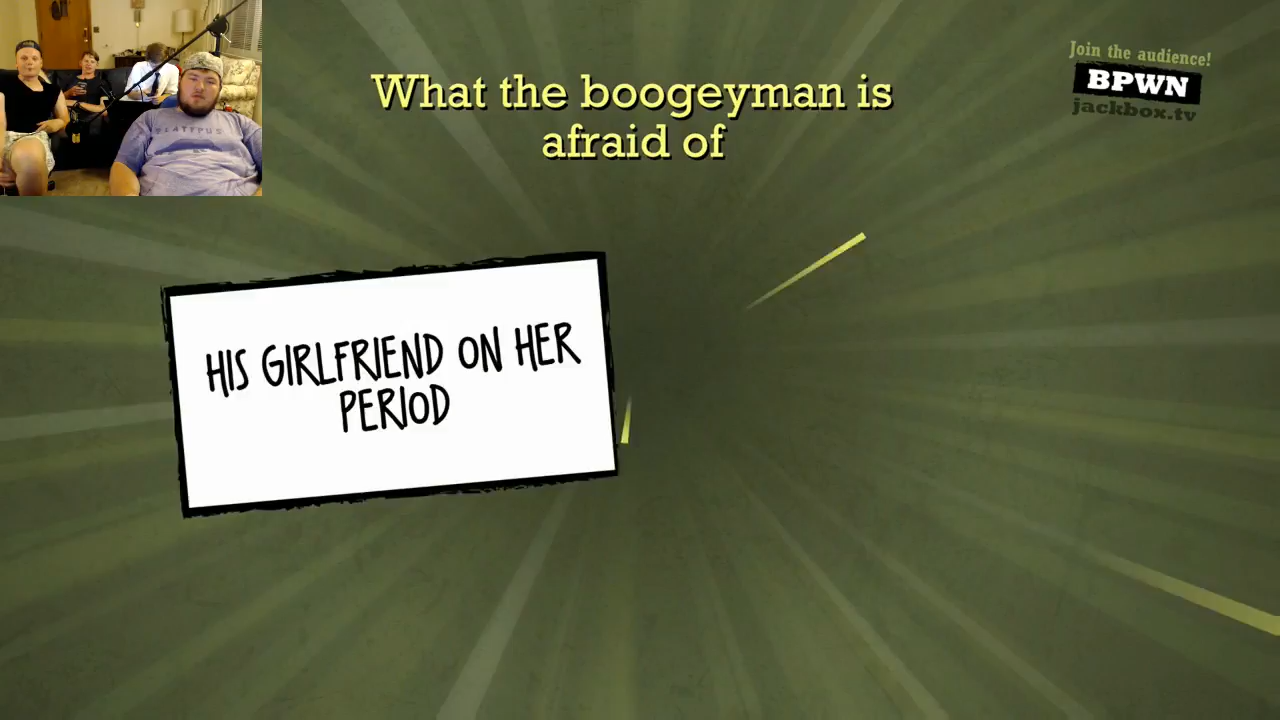 What the boogeyman is
afraid of
Join the audience!
BPWN
jackbox.tv
HIS GIRLFRIEND ON HER
PERIOD